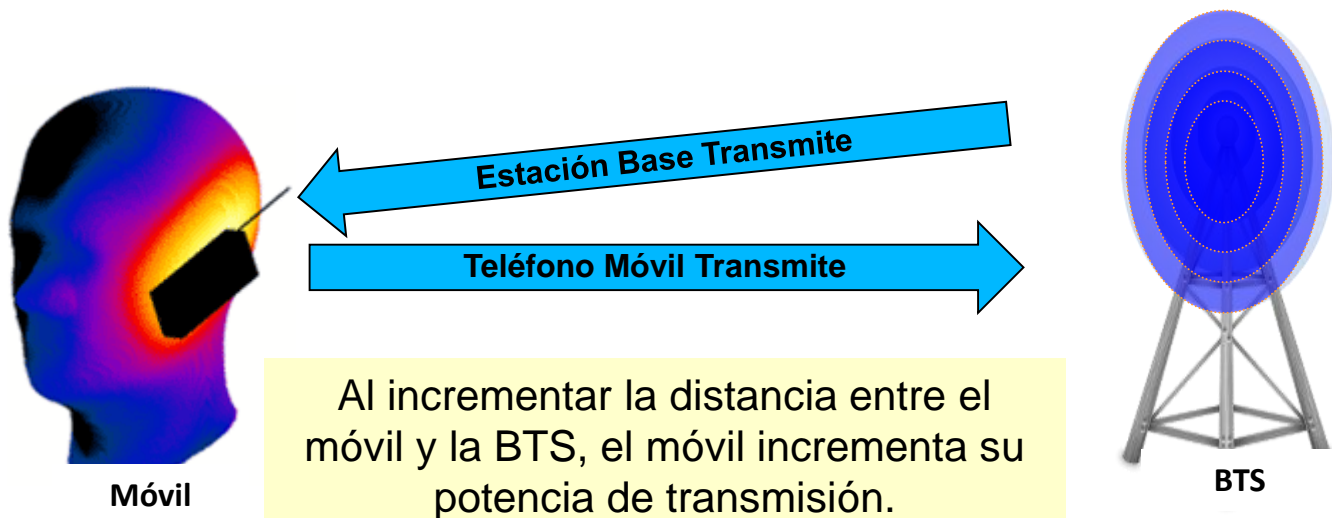 Estación Base Transmite
Teléfono Móvil Transmite
Al incrementar la distancia entre el
móvil y la BTS, el móvil incrementa su
potencia de transmisión.
Móvil
BTS